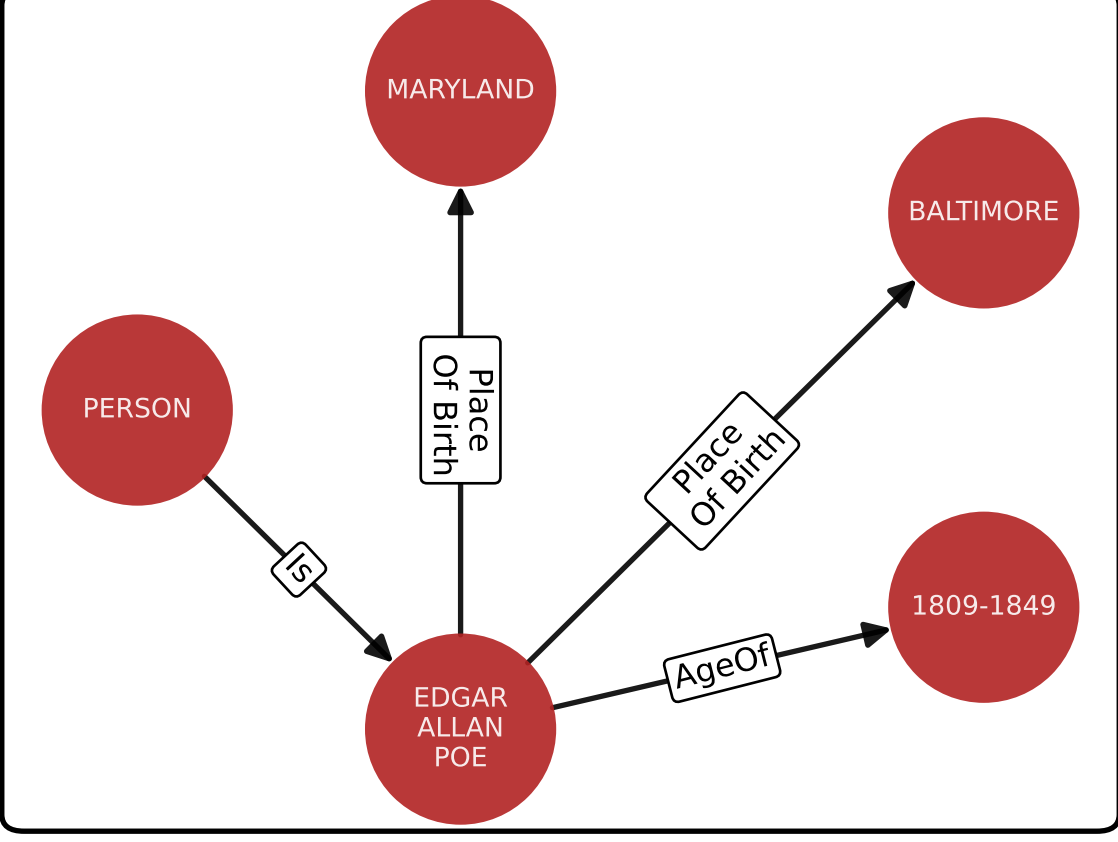 MARYLAND
BALTIMORE
PERSON
Place
Of Birth
Place
Of Birth
Is
1809-1849
AgeOf
EDGAR
ALLAN
POE